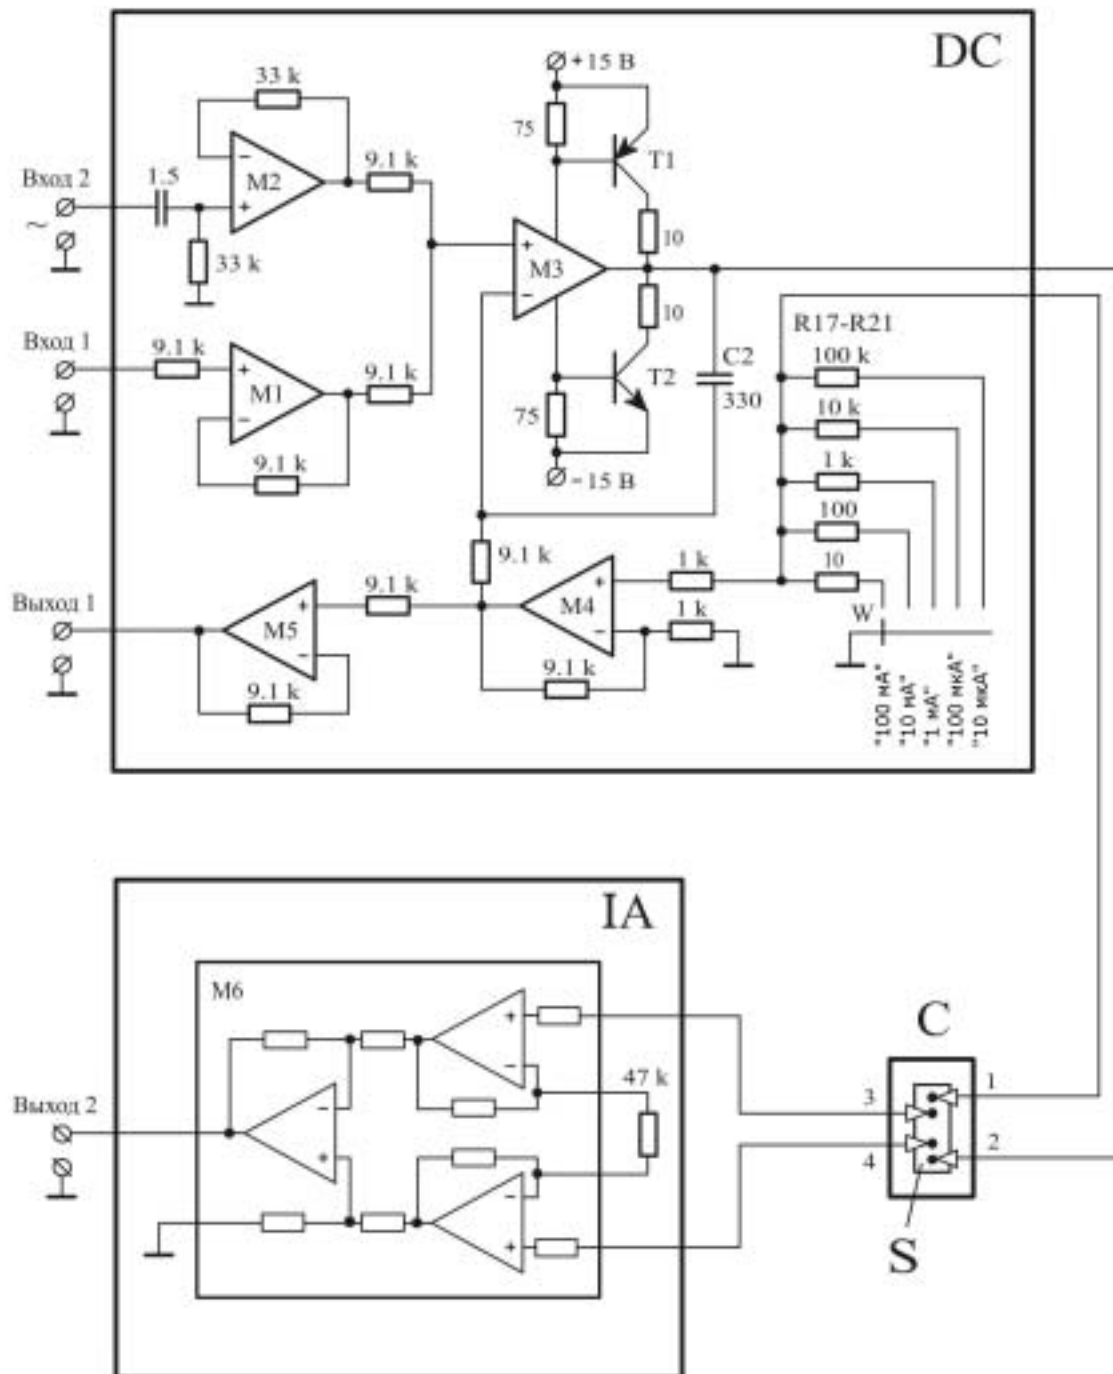 DC
+15 В
33 k
75
T1
9.1 k
Вход 2
1.5
M2
−
+
~
33 k
10
M3
+
−
10
R17-R21
Вход 1
9.1 k
+
M1
−
9.1 k
100 k
C2
T2
330
10 k
75
9.1 k
−15 В
1 k
100
9.1 k
1 k
10
9.1 k
Выход 1
+
M5
−
M4
+
−
1 k
W
9.1 k
9.1 k
"100 мА"
"10 мА"
"1 мА"
"100 мкА"
"10 мкА"
IA
M6
+
−
C
47 k
Выход 2
−
+
3
1
4
2
−
+
S